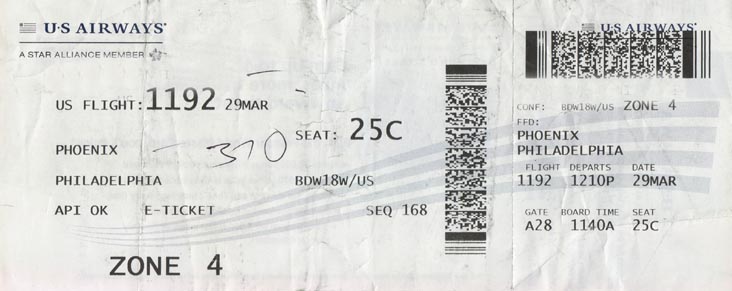 U·S AIRWAYS
A STAR ALLIANCE MEMBER
US FLIGHT: 1192 29MAR
SEAT: 25C
PHOENIX
310
PHILADELPHIA BDW18W/US
API OK E-TICKET SEQ 168
ZONE 4
U·S AIRWAYS
CONF: BDW18W/US ZONE 4
FFD:
PHOENIX
PHILADELPHIA
FLIGHT DEPARTS DATE
1192 1210P 29MAR
GATE BOARD TIME SEAT
A28 1140A 25C